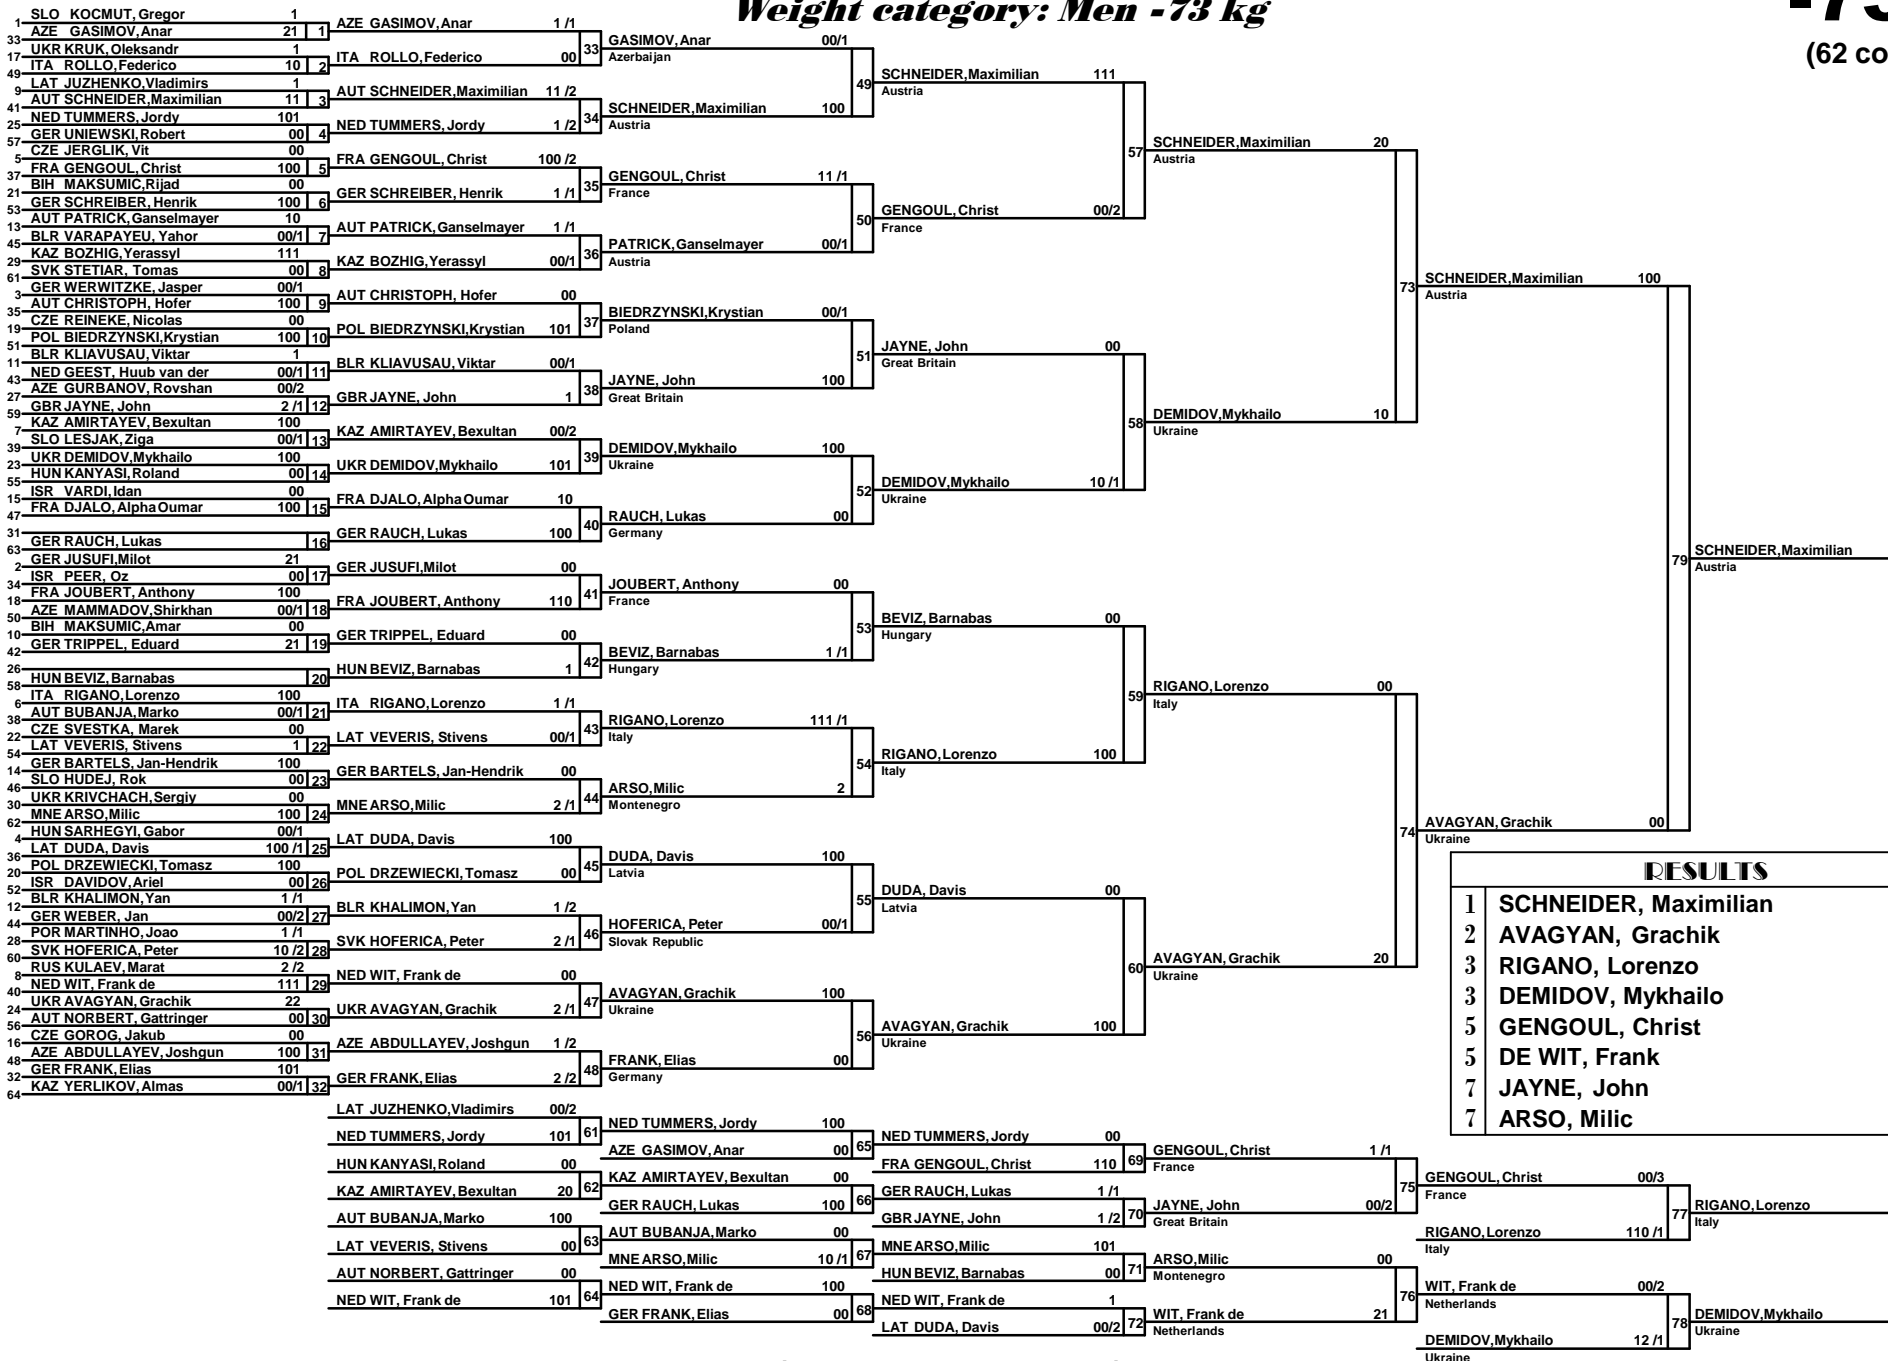 Weight category: Men -73 kg
-73
(62 co
1 SLO KOCMUT, Gregor 1
33 AZE GASIMOV, Anar 21 1
17 UKR KRUK, Oleksandr 1
49 ITA ROLLO, Federico 10 2
9 LAT JUZHENKO, Vladimirs 1
41 AUT SCHNEIDER, Maximilian 11 3
25 NED TUMMERS, Jordy 101
57 GER UNIEWSKI, Robert 00 4
5 CZE JERGLIK, Vit 00
37 FRA GENGOUL, Christ 100 5
21 BIH MAKSUMIC, Rijad 00
53 GER SCHREIBER, Henrik 100 6
13 AUT PATRICK, Ganselmayer 10
45 BLR VARAPAYEU, Yahor 00/1 7
29 KAZ BOZHIG, Yerassyl 111
61 SVK STETIAR, Tomas 00 8
3 GER WERWITZKE, Jasper 00/1
35 AUT CHRISTOPH, Hofer 100 9
19 CZE REINEKE, Nicolas 00
51 POL BIEDRZYNSKI, Krystian 100 10
11 BLR KLIAVUSAU, Viktar 1
43 NED GEEST, Huub van der 00/1 11
27 AZE GURBANOV, Rovshan 00/2
59 GBR JAYNE, John 2 /1 12
7 KAZ AMIRTAYEV, Bexultan 100
39 SLO LESJAK, Ziga 00/1 13
23 UKR DEMIDOV, Mykhailo 100
55 HUN KANYASI, Roland 00 14
15 ISR VARDI, Idan 00
47 FRA DJALO, Alpha Oumar 100 15
31
63 GER RAUCH, Lukas 16
2 GER JUSUFI, Milot 21
34 ISR PEER, Oz 00 17
18 FRA JOUBERT, Anthony 100
50 AZE MAMMADOV, Shirkhan 00/1 18
10 BIH MAKSUMIC, Amar 00
42 GER TRIPPEL, Eduard 21 19
26
58 HUN BEVIZ, Barnabas 20
6 ITA RIGANO, Lorenzo 100
38 AUT BUBANJA, Marko 00/1 21
22 CZE SVESTKA, Marek 00
54 LAT VEVERIS, Stivens 1 22
14 GER BARTELS, Jan-Hendrik 100
46 SLO HUDEJ, Rok 00 23
30 UKR KRIVCHACH, Sergiy 00
62 MNE ARSO, Milic 100 24
4 HUN SARHEGYI, Gabor 00/1
36 LAT DUDA, Davis 100 /1 25
20 POL DRZEWIECKI, Tomasz 100
52 ISR DAVIDOV, Ariel 00 26
12 BLR KHALIMON, Yan 1 /1
44 GER WEBER, Jan 00/2 27
28 POR MARTINHO, Joao 1 /1
60 SVK HOFERICA, Peter 10 /2 28
8 RUS KULAEV, Marat 2 /2
40 NED WIT, Frank de 111 29
24 UKR AVAGYAN, Grachik 22
56 AUT NORBERT, Gattringer 00 30
16 CZE GOROG, Jakub 00
48 AZE ABDULLAYEV, Joshgun 100 31
32 GER FRANK, Elias 101
64 KAZ YERLIKOV, Almas 00/1 32
AZE GASIMOV, Anar 1 /1
ITA ROLLO, Federico 00 33
AUT SCHNEIDER, Maximilian 11 /2
NED TUMMERS, Jordy 1 /2 34
FRA GENGOUL, Christ 100 /2
GER SCHREIBER, Henrik 1 /1 35
AUT PATRICK, Ganselmayer 1 /1
KAZ BOZHIG, Yerassyl 00/1 36
AUT CHRISTOPH, Hofer 00
POL BIEDRZYNSKI, Krystian 101 37
BLR KLIAVUSAU, Viktar 00/1
GBR JAYNE, John 1 38
KAZ AMIRTAYEV, Bexultan 00/2
UKR DEMIDOV, Mykhailo 101 39
FRA DJALO, Alpha Oumar 10
GER RAUCH, Lukas 100 40
GER JUSUFI, Milot 00
FRA JOUBERT, Anthony 110 41
GER TRIPPEL, Eduard 00
HUN BEVIZ, Barnabas 1 42
ITA RIGANO, Lorenzo 1 /1
LAT VEVERIS, Stivens 00/1 43
GER BARTELS, Jan-Hendrik 00
MNE ARSO, Milic 2 /1 44
LAT DUDA, Davis 100
POL DRZEWIECKI, Tomasz 00 45
BLR KHALIMON, Yan 1 /2
SVK HOFERICA, Peter 2 /1 46
NED WIT, Frank de 00
UKR AVAGYAN, Grachik 2 /1 47
AZE ABDULLAYEV, Joshgun 1 /2
GER FRANK, Elias 2 /2 48
GASIMOV, Anar 00/1
Azerbaijan
SCHNEIDER, Maximilian 100 49
Austria
GENGOUL, Christ 11 /1
France
PATRICK, Ganselmayer 00/1 50
Austria
BIEDRZYNSKI, Krystian 00/1
Poland
JAYNE, John 100 51
Great Britain
DEMIDOV, Mykhailo 100
Ukraine
RAUCH, Lukas 00 52
Germany
JOUBERT, Anthony 00
France
BEVIZ, Barnabas 1 /1 53
Hungary
RIGANO, Lorenzo 111 /1
Italy
ARSO, Milic 2 54
Montenegro
DUDA, Davis 100
Latvia
HOFERICA, Peter 00/1 55
Slovak Republic
AVAGYAN, Grachik 100
Ukraine
FRANK, Elias 00 56
Germany
SCHNEIDER, Maximilian 111
Austria
GENGOUL, Christ 00/2 57
France
JAYNE, John 00
Great Britain
DEMIDOV, Mykhailo 10 /1 58
Ukraine
BEVIZ, Barnabas 00
Hungary
RIGANO, Lorenzo 100 59
Italy
DUDA, Davis 00
Latvia
AVAGYAN, Grachik 100 60
Ukraine
SCHNEIDER, Maximilian 20
Austria
DEMIDOV, Mykhailo 10 73
Ukraine
RIGANO, Lorenzo 00
Italy
AVAGYAN, Grachik 20 74
Ukraine
SCHNEIDER, Maximilian 100
Austria
AVAGYAN, Grachik 00 79
Ukraine
SCHNEIDER, Maximilian
Austria
RESULTS
1 SCHNEIDER, Maximilian
2 AVAGYAN, Grachik
3 RIGANO, Lorenzo
3 DEMIDOV, Mykhailo
5 GENGOUL, Christ
5 DE WIT, Frank
7 JAYNE, John
7 ARSO, Milic
LAT JUZHENKO, Vladimirs 00/2
NED TUMMERS, Jordy 101 61
HUN KANYASI, Roland 00
KAZ AMIRTAYEV, Bexultan 20 62
AUT BUBANJA, Marko 100
LAT VEVERIS, Stivens 00 63
AUT NORBERT, Gattringer 00
NED WIT, Frank de 101 64
NED TUMMERS, Jordy 100
AZE GASIMOV, Anar 00 65
KAZ AMIRTAYEV, Bexultan 00
GER RAUCH, Lukas 100 66
AUT BUBANJA, Marko 00
MNE ARSO, Milic 10 /1 67
NED WIT, Frank de 100
GER FRANK, Elias 00 68
NED TUMMERS, Jordy 00
FRA GENGOUL, Christ 110 69
GER RAUCH, Lukas 1 /1
GBR JAYNE, John 1 /2 70
MNE ARSO, Milic 101
HUN BEVIZ, Barnabas 00 71
NED WIT, Frank de 1
LAT DUDA, Davis 00/2 72
GENGOUL, Christ 1 /1
France
JAYNE, John 00/2 75
Great Britain
ARSO, Milic 00
Montenegro
WIT, Frank de 21 76
Netherlands
GENGOUL, Christ 00/3
France
RIGANO, Lorenzo 110 /1 77
Italy
WIT, Frank de 00/2
Netherlands
DEMIDOV, Mykhailo 12 /1 78
Ukraine
RIGANO, Lorenzo
Italy
DEMIDOV, Mykhailo
Ukraine